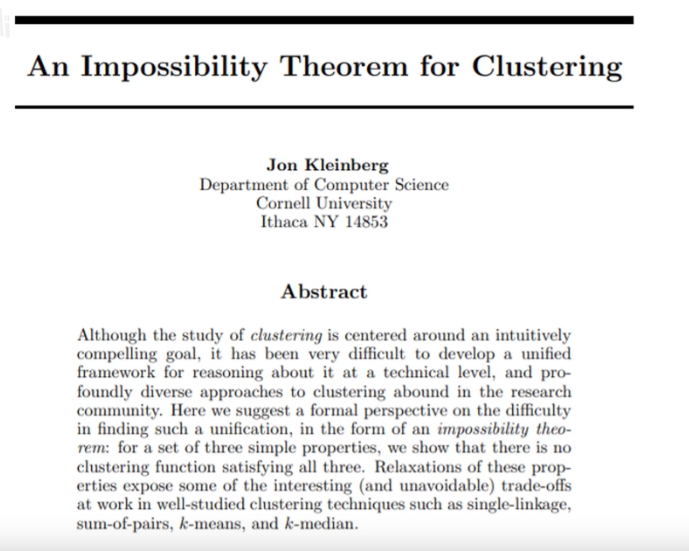 An Impossibility Theorem for Clustering
Jon Kleinberg
Department of Computer Science
Cornell University
Ithaca NY 14853
Abstract
Although the study of clustering is centered around an intuitively
compelling goal, it has been very difficult to develop a unified
framework for reasoning about it at a technical level, and pro-
foundly diverse approaches to clustering abound in the research
community. Here we suggest a formal perspective on the difficulty
in finding such a unification, in the form of an impossibility theo-
rem: for a set of three simple properties, we show that there is no
clustering function satisfying all three. Relaxations of these prop-
erties expose some of the interesting (and unavoidable) trade-offs
at work in well-studied clustering techniques such as single-linkage,
sum-of-pairs, k-means, and k-median.